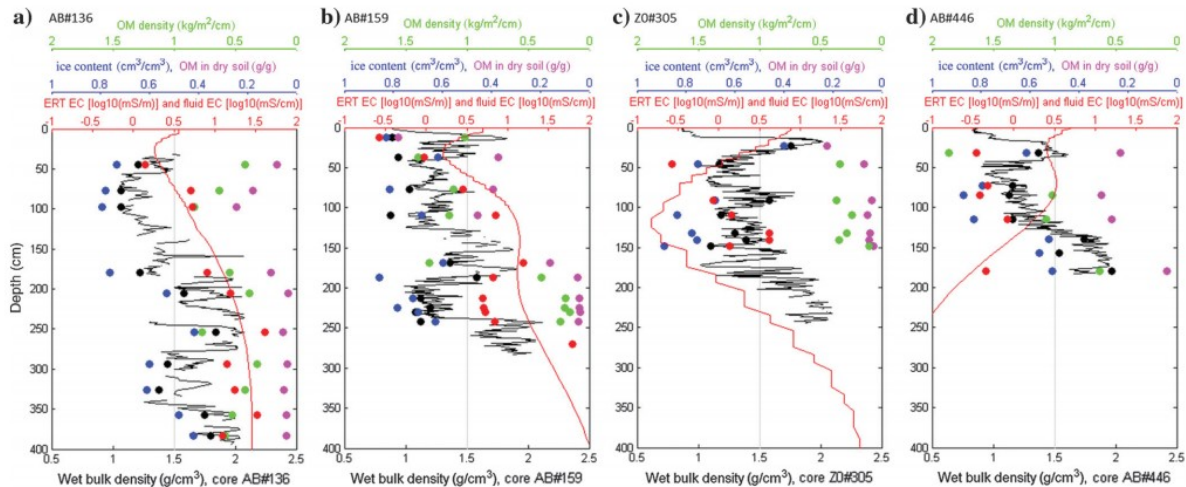 a)
AB#136
OM density (kg/m²/cm)
2 1.5 1 0.5 0
ice content (cm³/cm³), OM in dry soil (g/g)
1 0.8 0.6 0.4 0.2 0
ERT EC [log10(mS/m)] and fluid EC [log10(mS/cm)]
-1 -0.5 0 0.5 1 1.5 2
Depth (cm)
0
50
100
150
200
250
300
350
400
0.5 1 1.5 2 2.5
Wet bulk density (g/cm³), core AB#136
b)
AB#159
OM density (kg/m²/cm)
2 1.5 1 0.5 0
ice content (cm³/cm³), OM in dry soil (g/g)
1 0.8 0.6 0.4 0.2 0
ERT EC [log10(mS/m)] and fluid EC [log10(mS/cm)]
-1 -0.5 0 0.5 1 1.5 2
0
50
100
150
200
250
300
350
400
0.5 1 1.5 2 2.5
Wet bulk density (g/cm³), core AB#159
c)
Z0#305
OM density (kg/m²/cm)
2 1.5 1 0.5 0
ice content (cm³/cm³), OM in dry soil (g/g)
1 0.8 0.6 0.4 0.2 0
ERT EC [log10(mS/m)] and fluid EC [log10(mS/cm)]
-1 -0.5 0 0.5 1 1.5 2
0
50
100
150
200
250
300
350
400
0.5 1 1.5 2 2.5
Wet bulk density (g/cm³), core Z0#305
d)
AB#446
OM density (kg/m²/cm)
2 1.5 1 0.5 0
ice content (cm³/cm³), OM in dry soil (g/g)
1 0.8 0.6 0.4 0.2 0
ERT EC [log10(mS/m)] and fluid EC [log10(mS/cm)]
-1 -0.5 0 0.5 1 1.5 2
0
50
100
150
200
250
300
350
400
0.5 1 1.5 2 2.5
Wet bulk density (g/cm³), core AB#446